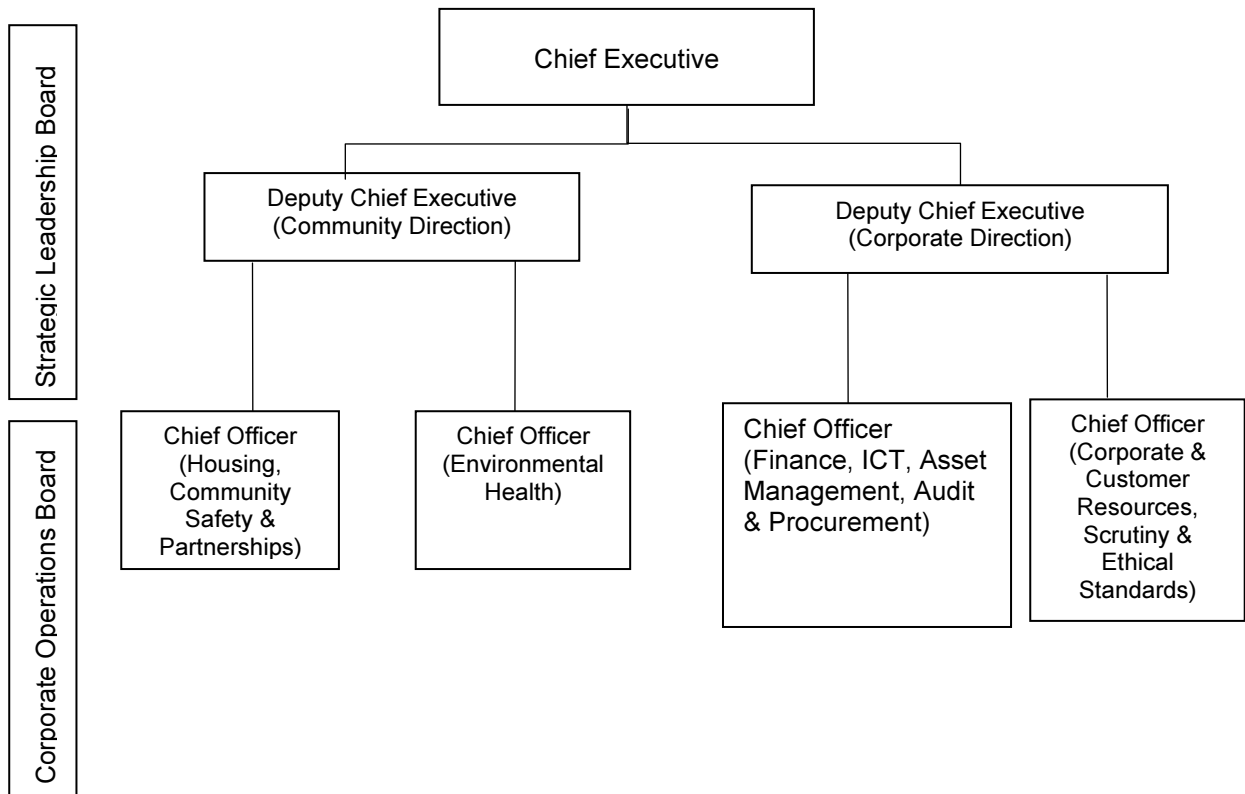 Strategic Leadership Board
Chief Executive
Deputy Chief Executive
(Community Direction)
Deputy Chief Executive
(Corporate Direction)
Corporate Operations Board
Chief Officer
(Housing,
Community
Safety &
Partnerships)
Chief Officer
(Environmental
Health)
Chief Officer
(Finance, ICT, Asset
Management, Audit
& Procurement)
Chief Officer
(Corporate &
Customer
Resources,
Scrutiny &
Ethical
Standards)